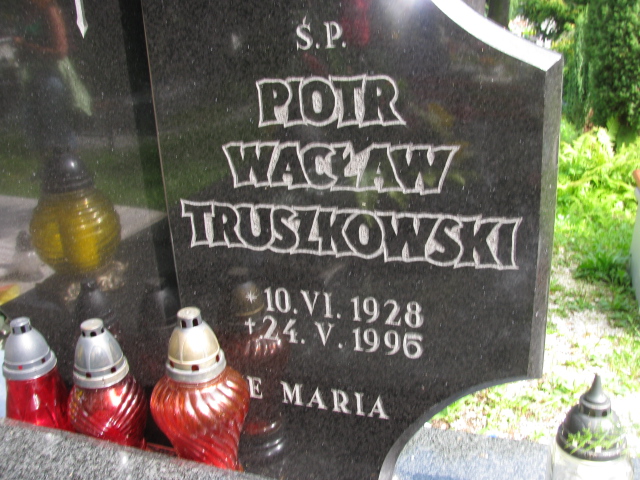 Ś.P.
PIOTR
WACŁAW
TRUSZKOWSKI
* 10. VI. 1928
† 24. V. 1996
E MARIA